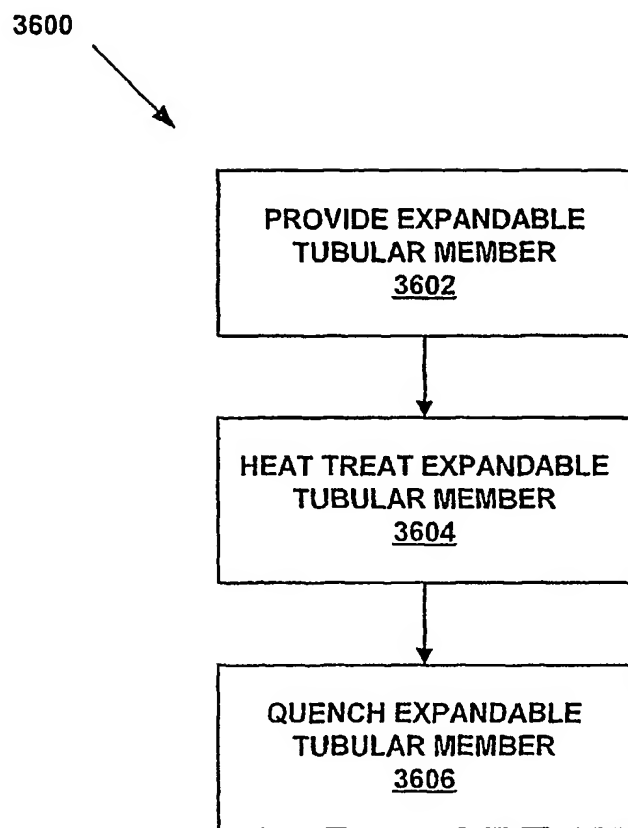 3600
PROVIDE EXPANDABLE
TUBULAR MEMBER
3602
HEAT TREAT EXPANDABLE
TUBULAR MEMBER
3604
QUENCH EXPANDABLE
TUBULAR MEMBER
3606